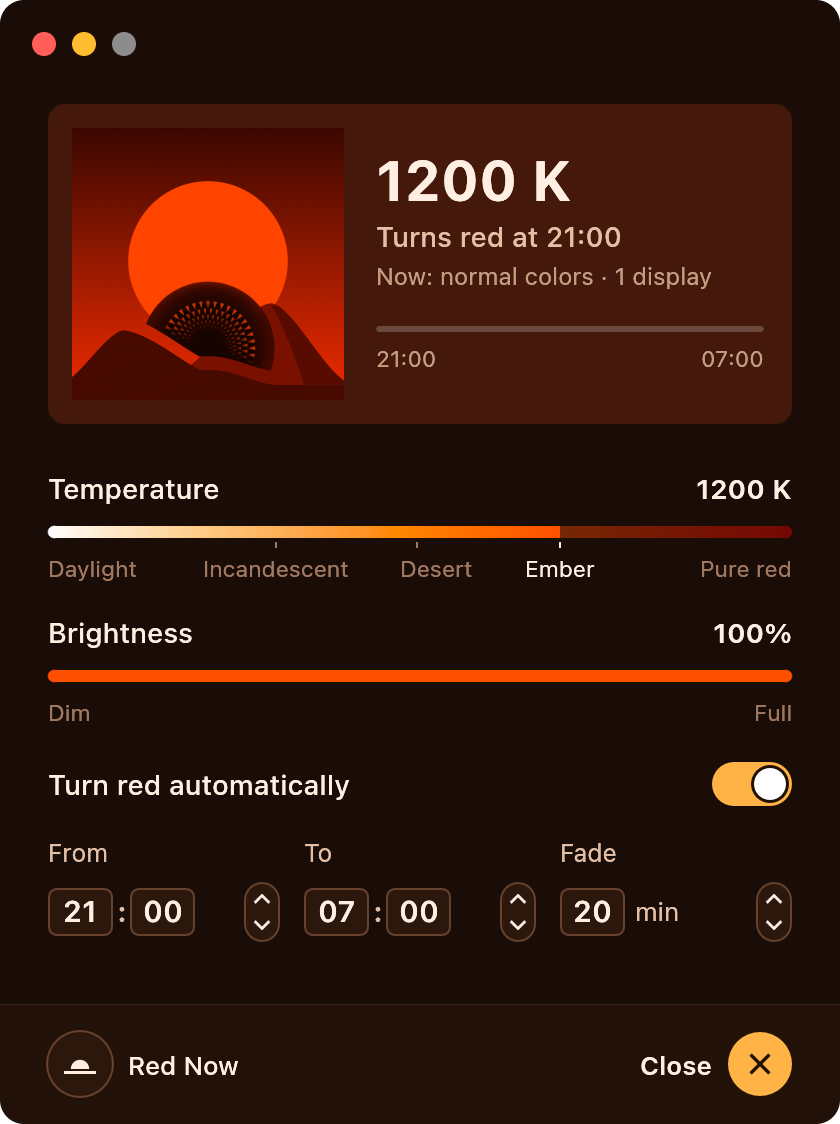 1200 K
Turns red at 21:00
Now: normal colors · 1 display
21:00 07:00
Temperature 1200 K
Daylight Incandescent Desert Ember Pure red
Brightness 100%
Dim Full
Turn red automatically
From To Fade
21 : 00 07 : 00 20 min
Red Now Close